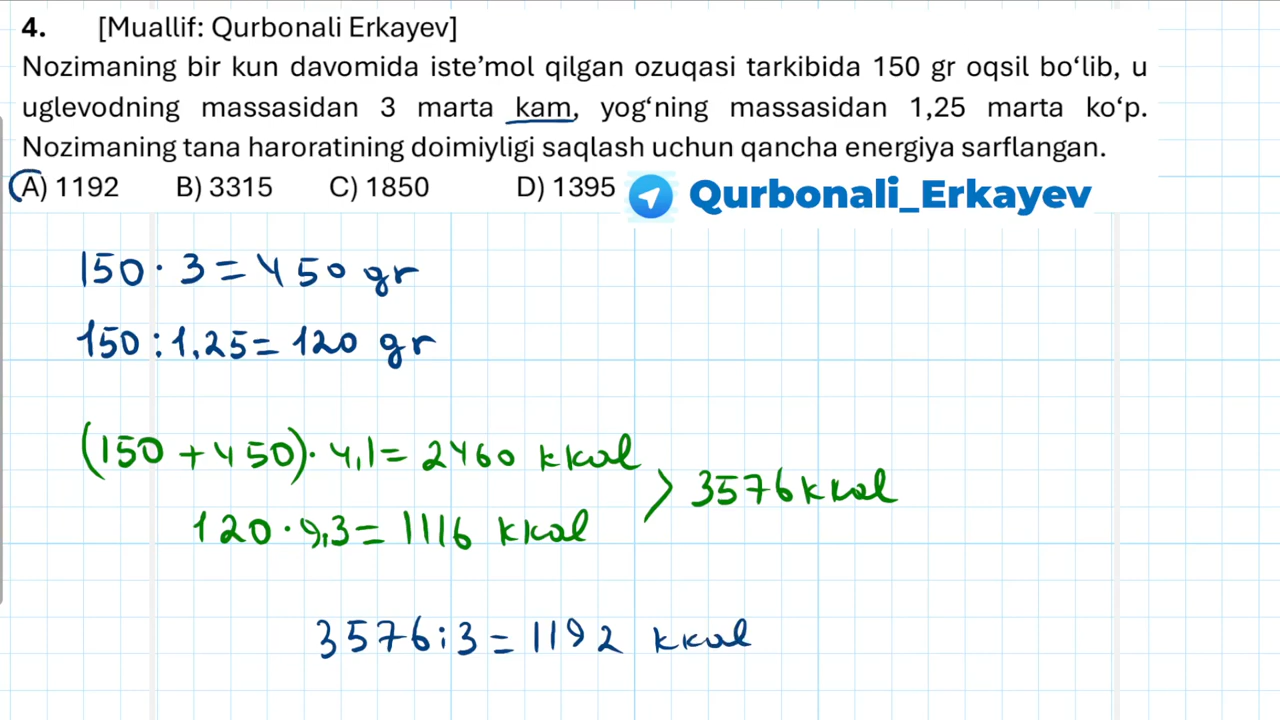 4. [Muallif: Qurbonali Erkayev]
Nozimaning bir kun davomida iste’mol qilgan ozuqasi tarkibida 150 gr oqsil bo‘lib, u
uglevodning massasidan 3 marta kam, yog‘ning massasidan 1,25 marta ko‘p.
Nozimaning tana haroratining doimiyligi saqlash uchun qancha energiya sarflangan.
A) 1192 B) 3315 C) 1850 D) 1395 Qurbonali_Erkayev
150 · 3 = 450 gr
150 : 1,25 = 120 gr
(150 + 450) · 4,1 = 2460 kkal
> 3576 kkal
120 · 9,3 = 1116 kkal
3576 : 3 = 1192 kkal